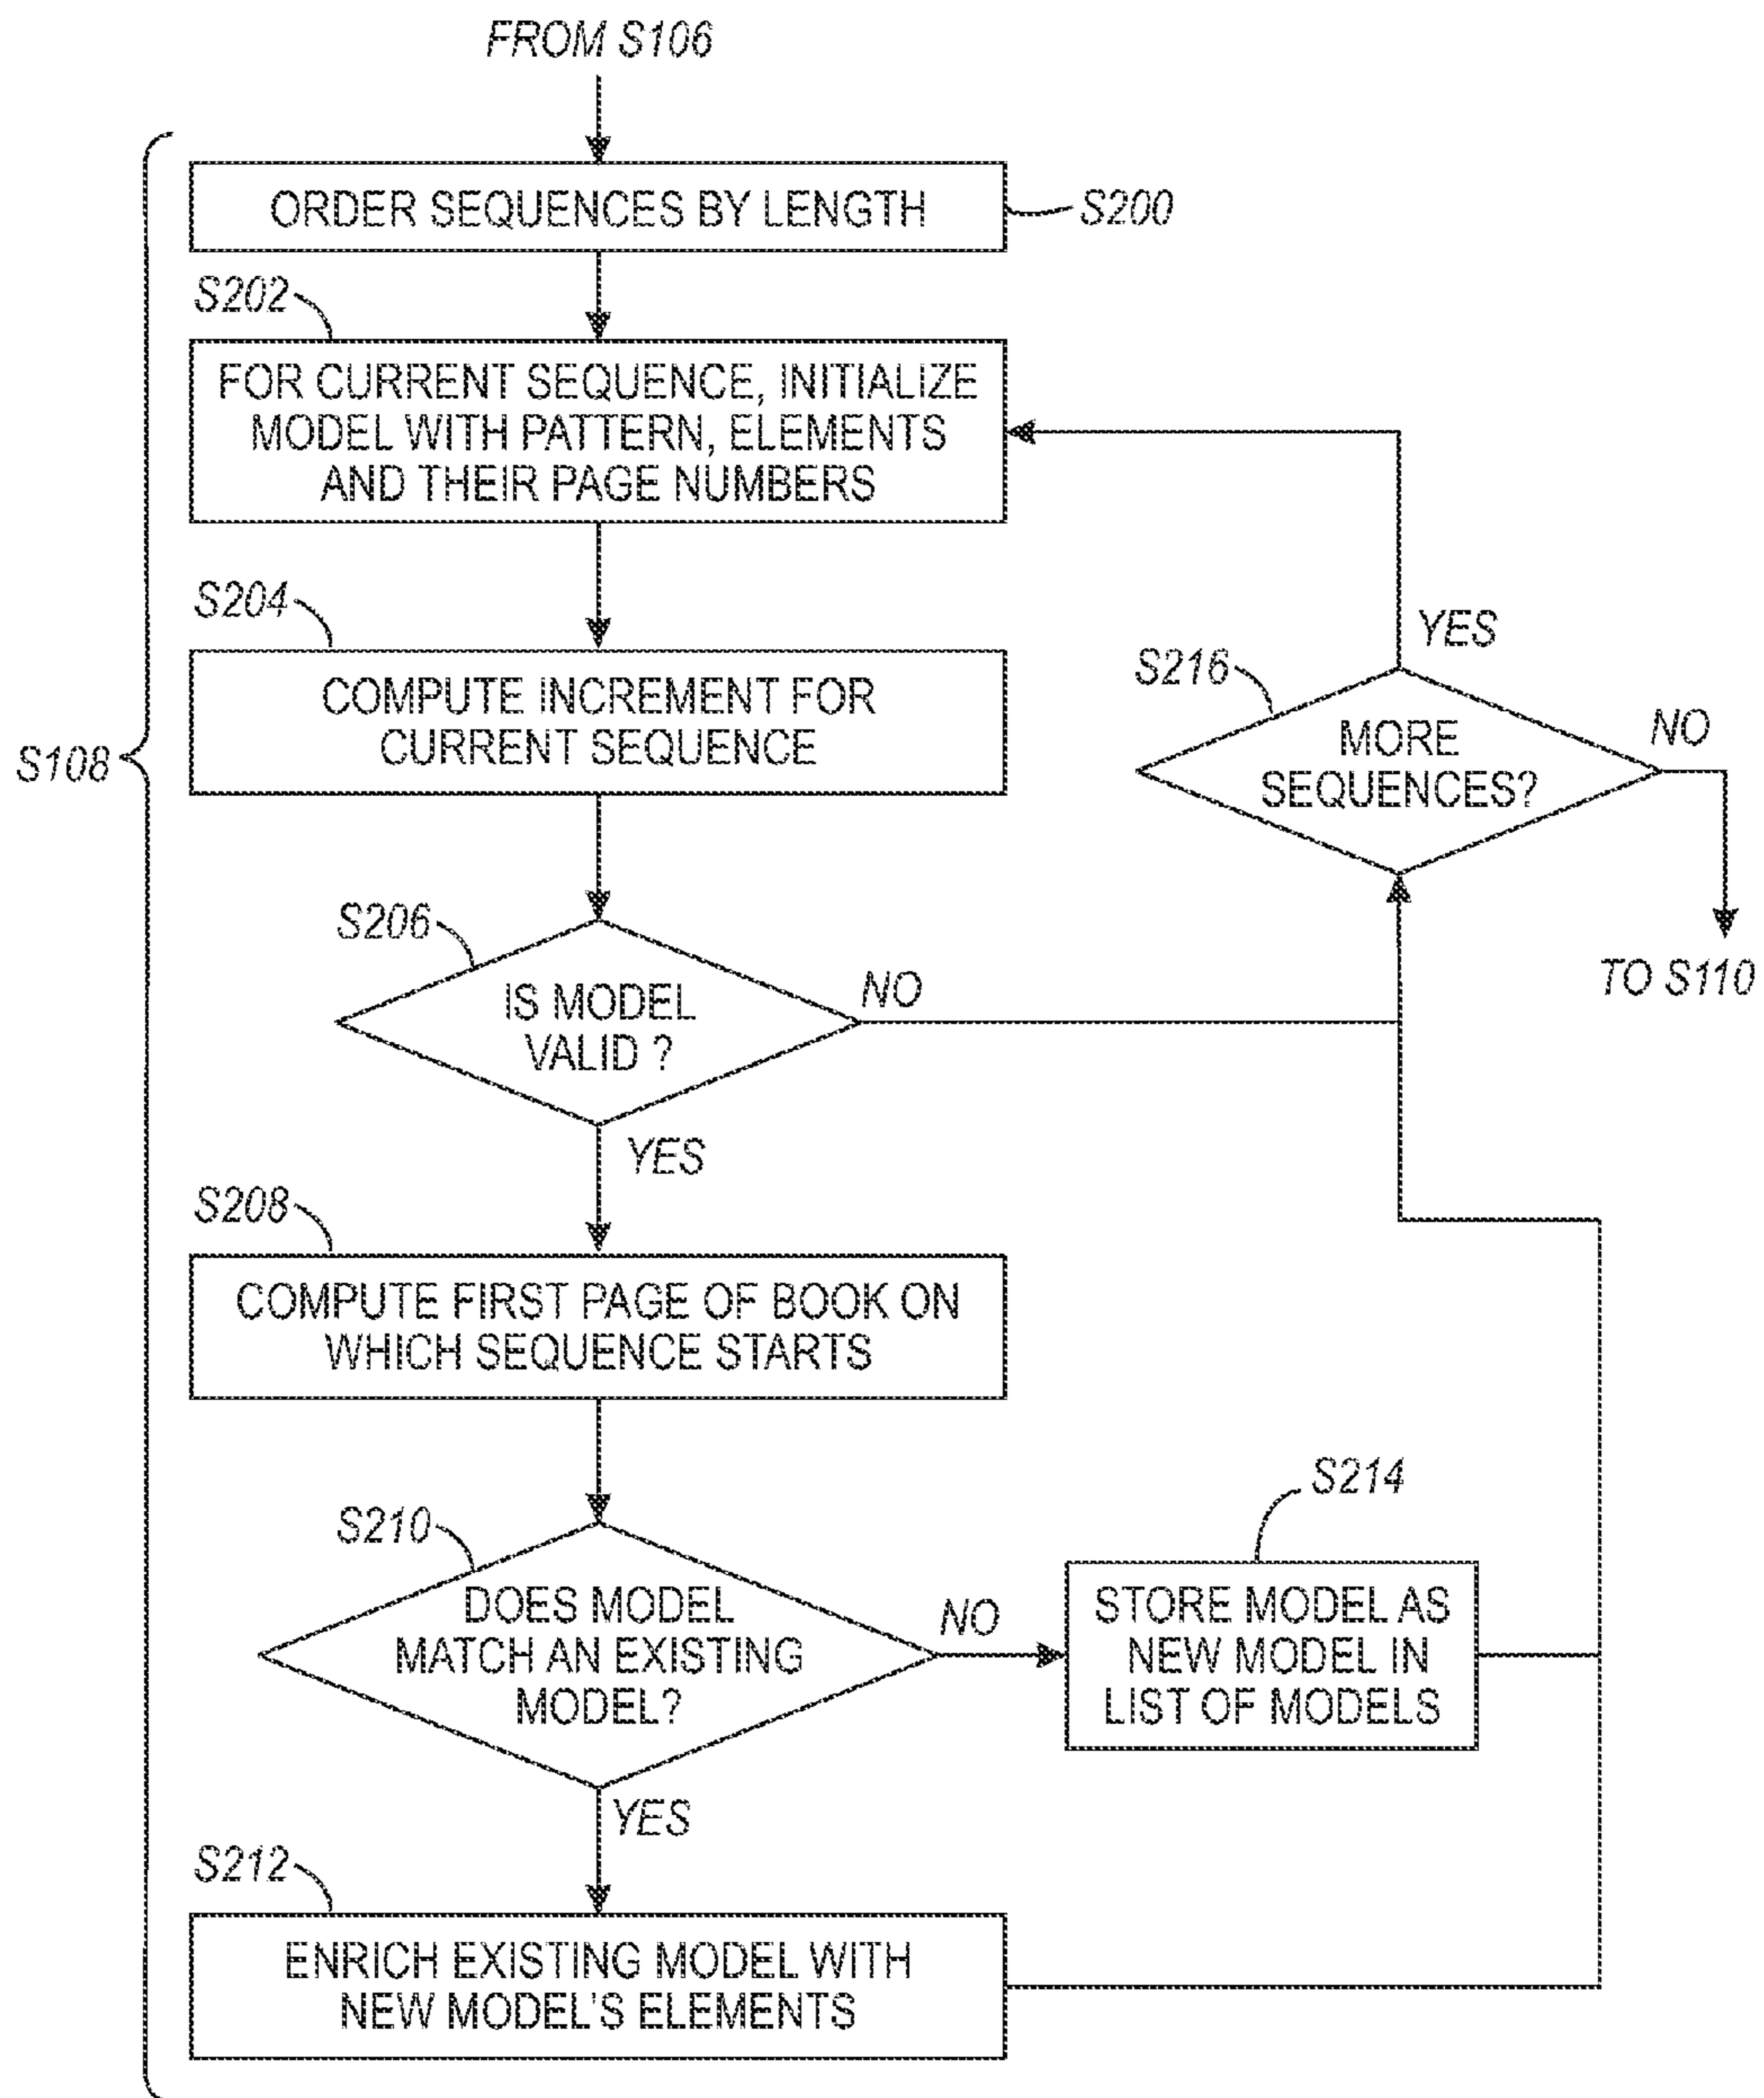 FROM S106
ORDER SEQUENCES BY LENGTH
S200
S202
FOR CURRENT SEQUENCE, INITIALIZE
MODEL WITH PATTERN, ELEMENTS
AND THEIR PAGE NUMBERS
S204
COMPUTE INCREMENT FOR
CURRENT SEQUENCE
S108
YES
S216
MORE
SEQUENCES?
NO
TO S110
S206
IS MODEL
VALID ?
NO
YES
S208
COMPUTE FIRST PAGE OF BOOK ON
WHICH SEQUENCE STARTS
S210
DOES MODEL
MATCH AN EXISTING
MODEL?
NO
S214
STORE MODEL AS
NEW MODEL IN
LIST OF MODELS
YES
S212
ENRICH EXISTING MODEL WITH
NEW MODEL'S ELEMENTS